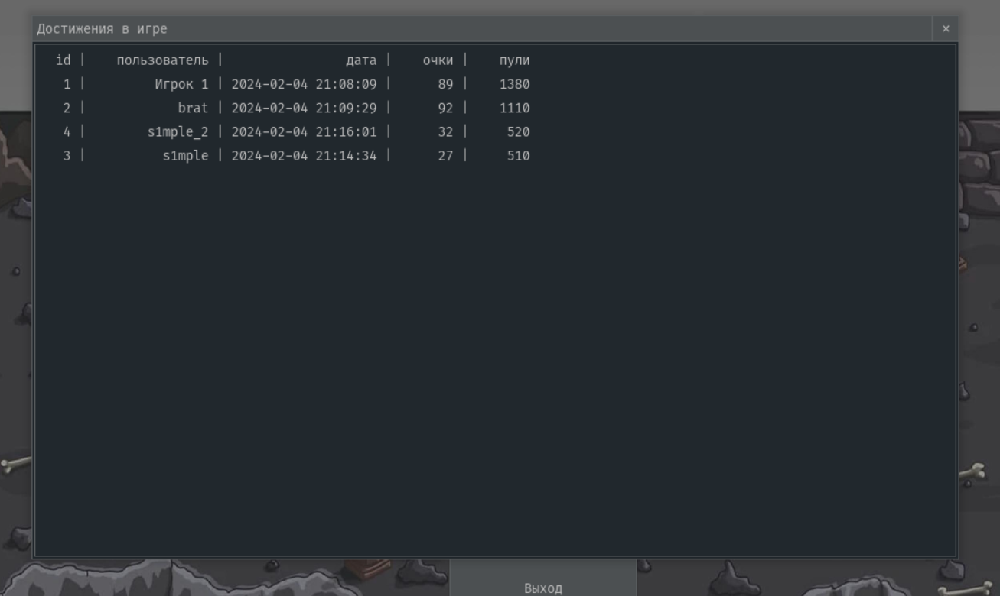 Достижения в игре ×
id | пользователь | дата | очки | пули
1 | Игрок 1 | 2024-02-04 21:08:09 | 89 | 1380
2 | brat | 2024-02-04 21:09:29 | 92 | 1110
4 | s1mple_2 | 2024-02-04 21:16:01 | 32 | 520
3 | s1mple | 2024-02-04 21:14:34 | 27 | 510
Выход